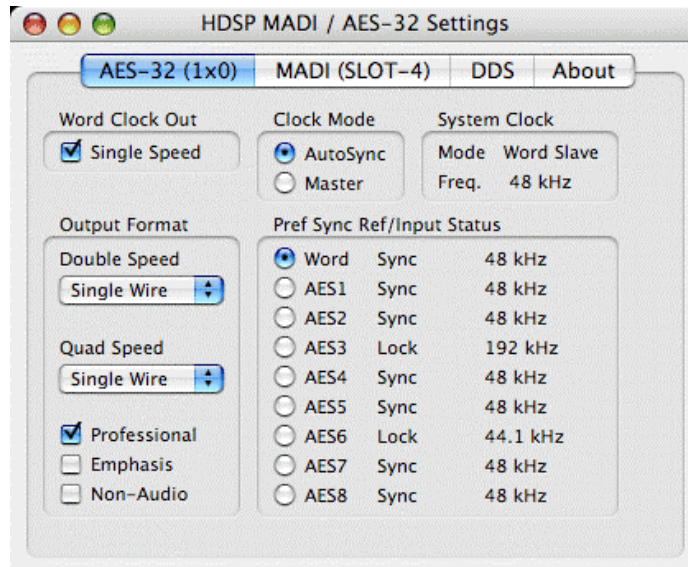 HDSP MADI / AES-32 Settings
AES-32 (1x0) MADI (SLOT-4) DDS About
Word Clock Out
Single Speed
Clock Mode
AutoSync
Master
System Clock
Mode Word Slave
Freq. 48 kHz
Output Format
Double Speed
Single Wire
Quad Speed
Single Wire
Professional
Emphasis
Non-Audio
Pref Sync Ref/Input Status
Word Sync 48 kHz
AES1 Sync 48 kHz
AES2 Sync 48 kHz
AES3 Lock 192 kHz
AES4 Sync 48 kHz
AES5 Sync 48 kHz
AES6 Lock 44.1 kHz
AES7 Sync 48 kHz
AES8 Sync 48 kHz